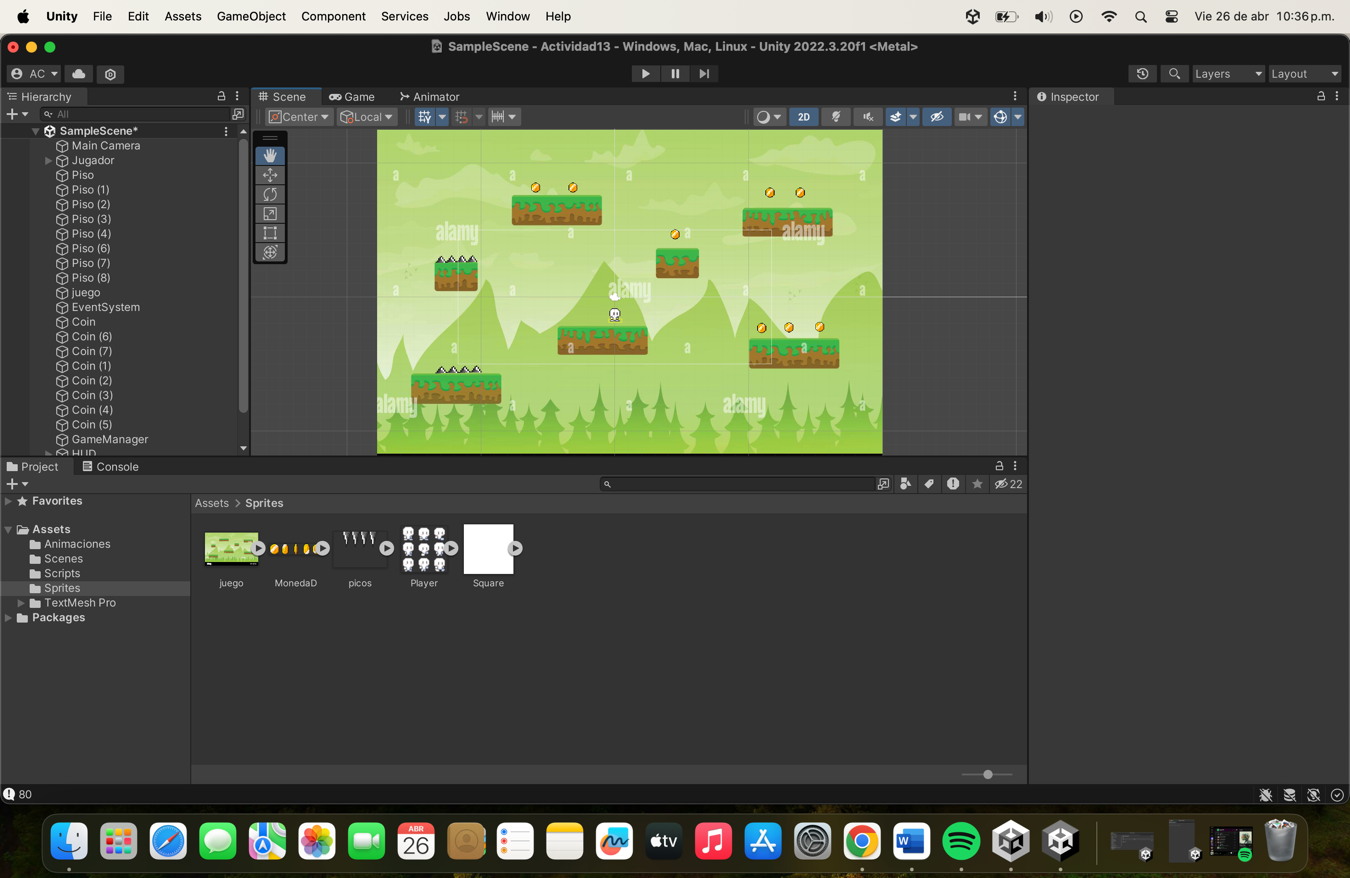 Unity File Edit Assets GameObject Component Services Jobs Window Help Vie 26 de abr 10:36 p.m.
SampleScene - Actividad13 - Windows, Mac, Linux - Unity 2022.3.20f1 <Metal>
AC Layers Layout
Hierarchy Scene Game Animator Inspector
All Center Local 2D
SampleScene*
Main Camera
Jugador
Piso
Piso (1)
Piso (2)
Piso (3)
Piso (4)
Piso (6)
Piso (7)
Piso (8)
juego
EventSystem
Coin
Coin (6)
Coin (7)
Coin (1)
Coin (2)
Coin (3)
Coin (4)
Coin (5)
GameManager
HUD
a a a a a
alamy a a alamy
a a alamy a a
a a a a
alamy a a alamy a
Project Console
22
Favorites
Assets
Animaciones
Scenes
Scripts
Sprites
TextMesh Pro
Packages
Assets > Sprites
juego MonedaD picos Player Square
80
ABR
26
tv
W